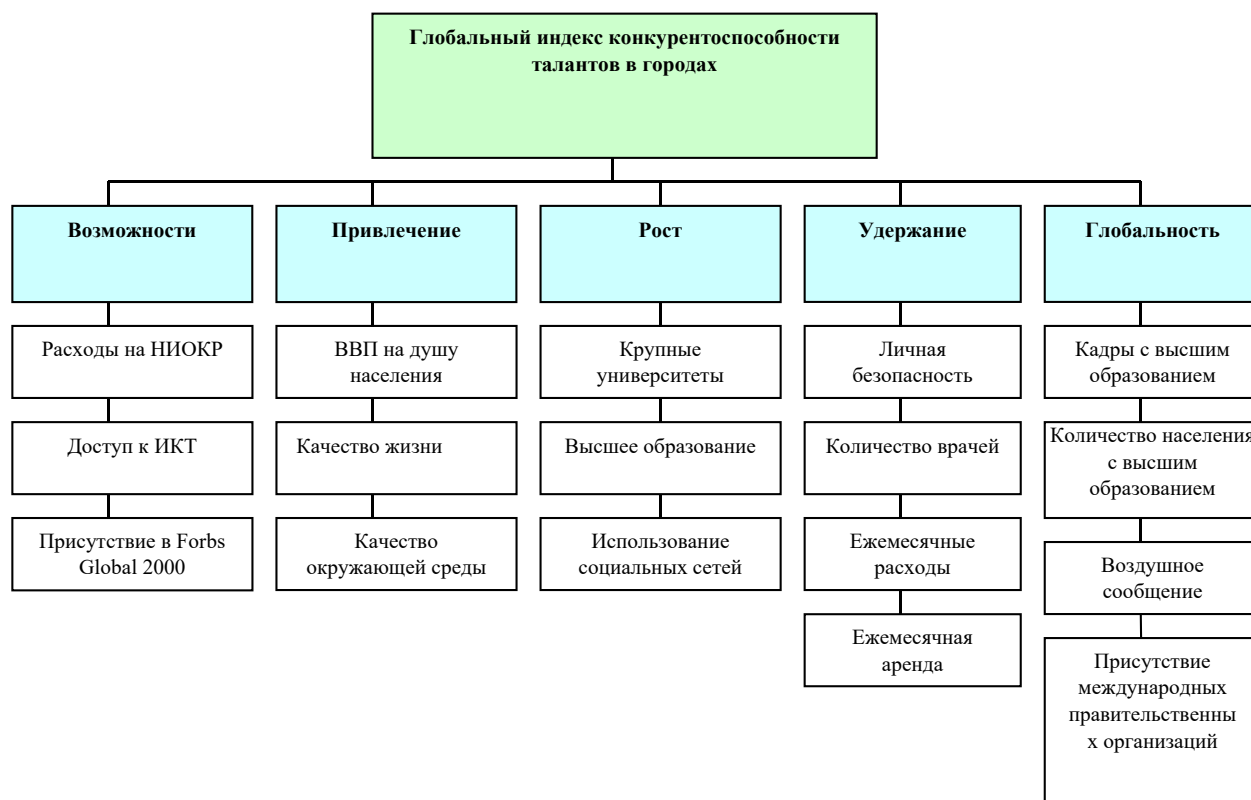 Глобальный индекс конкурентоспособности
талантов в городах
Возможности
Расходы на НИОКР
Доступ к ИКТ
Присутствие в Forbs
Global 2000
Привлечение
ВВП на душу
населения
Качество жизни
Качество
окружающей среды
Рост
Крупные
университеты
Высшее образование
Использование
социальных сетей
Удержание
Личная
безопасность
Количество врачей
Ежемесячные
расходы
Ежемесячная
аренда
Глобальность
Кадры с высшим
образованием
Количество населения
с высшим
образованием
Воздушное
сообщение
Присутствие
международных
правительственны
х организаций